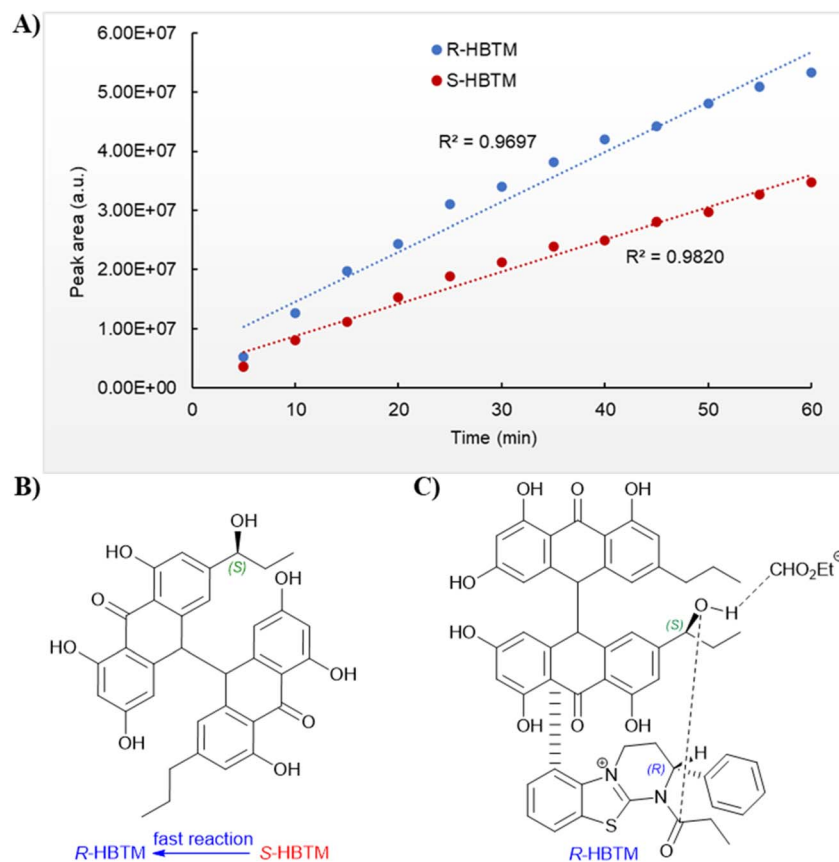 A)
6.00E+07
5.00E+07
4.00E+07
3.00E+07
2.00E+07
1.00E+07
0.00E+00
Peak area (a.u.)
R-HBTM
S-HBTM
R² = 0.9697
R² = 0.9820
0 10 20 30 40 50 60
Time (min)
B)
OH
HO
(S)
O
OH
OH
OH
OH
O
OH
fast reaction
R-HBTM S-HBTM
C)
OH O OH
HO
CHO₂Et⊖
O H
HO
(S)
OH O OH
H
⊕
N
(R)
N
S
O
R-HBTM